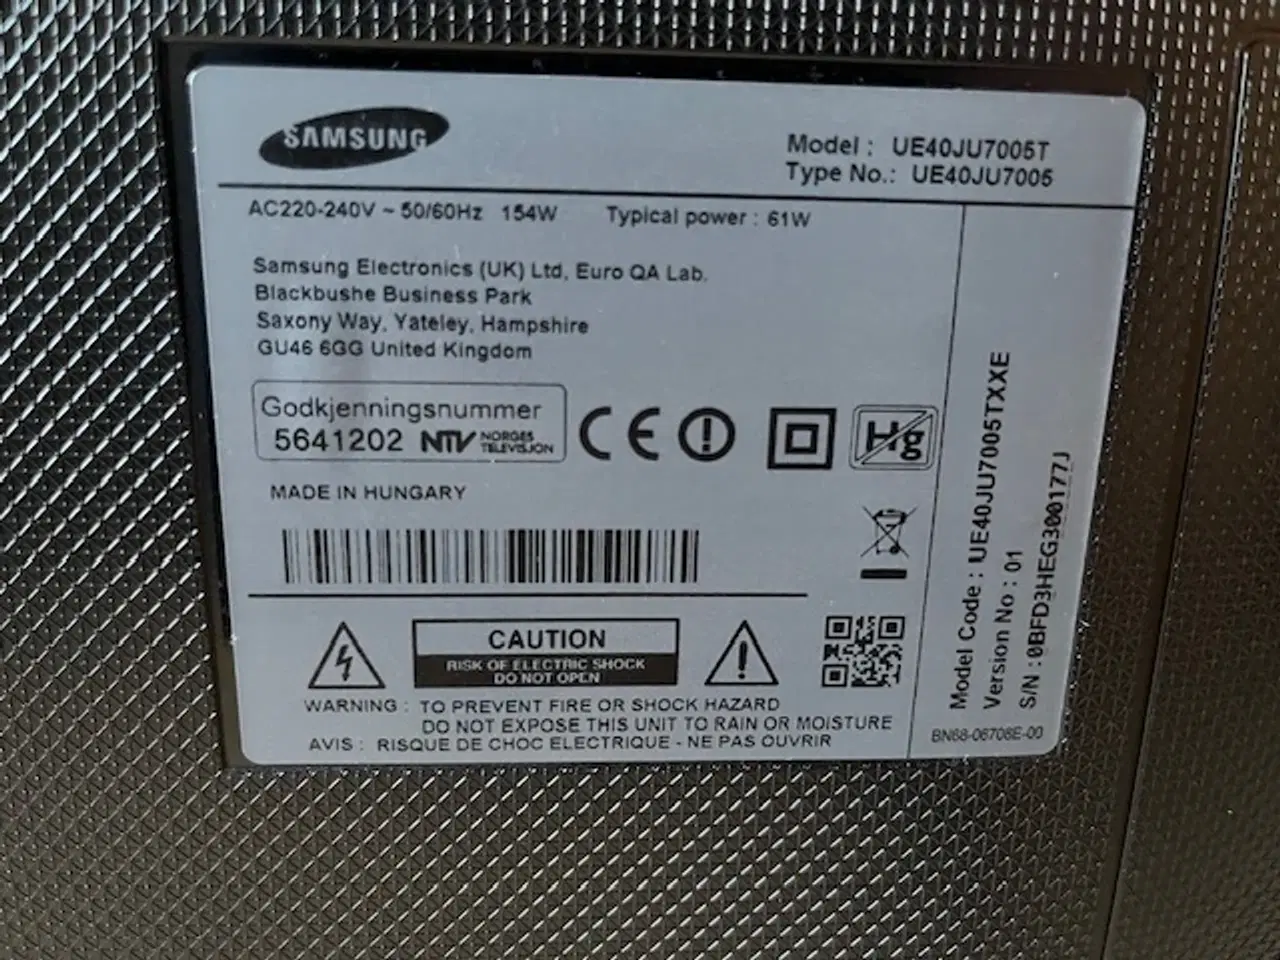 SAMSUNG
Model : UE40JU7005T
Type No.: UE40JU7005
AC220-240V ~ 50/60Hz 154W Typical power : 61W
Samsung Electronics (UK) Ltd, Euro QA Lab.
Blackbushe Business Park
Saxony Way, Yateley, Hampshire
GU46 6GG United Kingdom
Godkjenningsnummer
5641202 NTV NORGES TELEVISJON
CE
Hg
MADE IN HUNGARY
CAUTION
RISK OF ELECTRIC SHOCK
DO NOT OPEN
WARNING : TO PREVENT FIRE OR SHOCK HAZARD
DO NOT EXPOSE THIS UNIT TO RAIN OR MOISTURE
AVIS : RISQUE DE CHOC ELECTRIQUE - NE PAS OUVRIR
Model Code : UE40JU7005TXXE
Version No : 01
S/N : 0BFD3HEG300177J
BN68-06706E-00